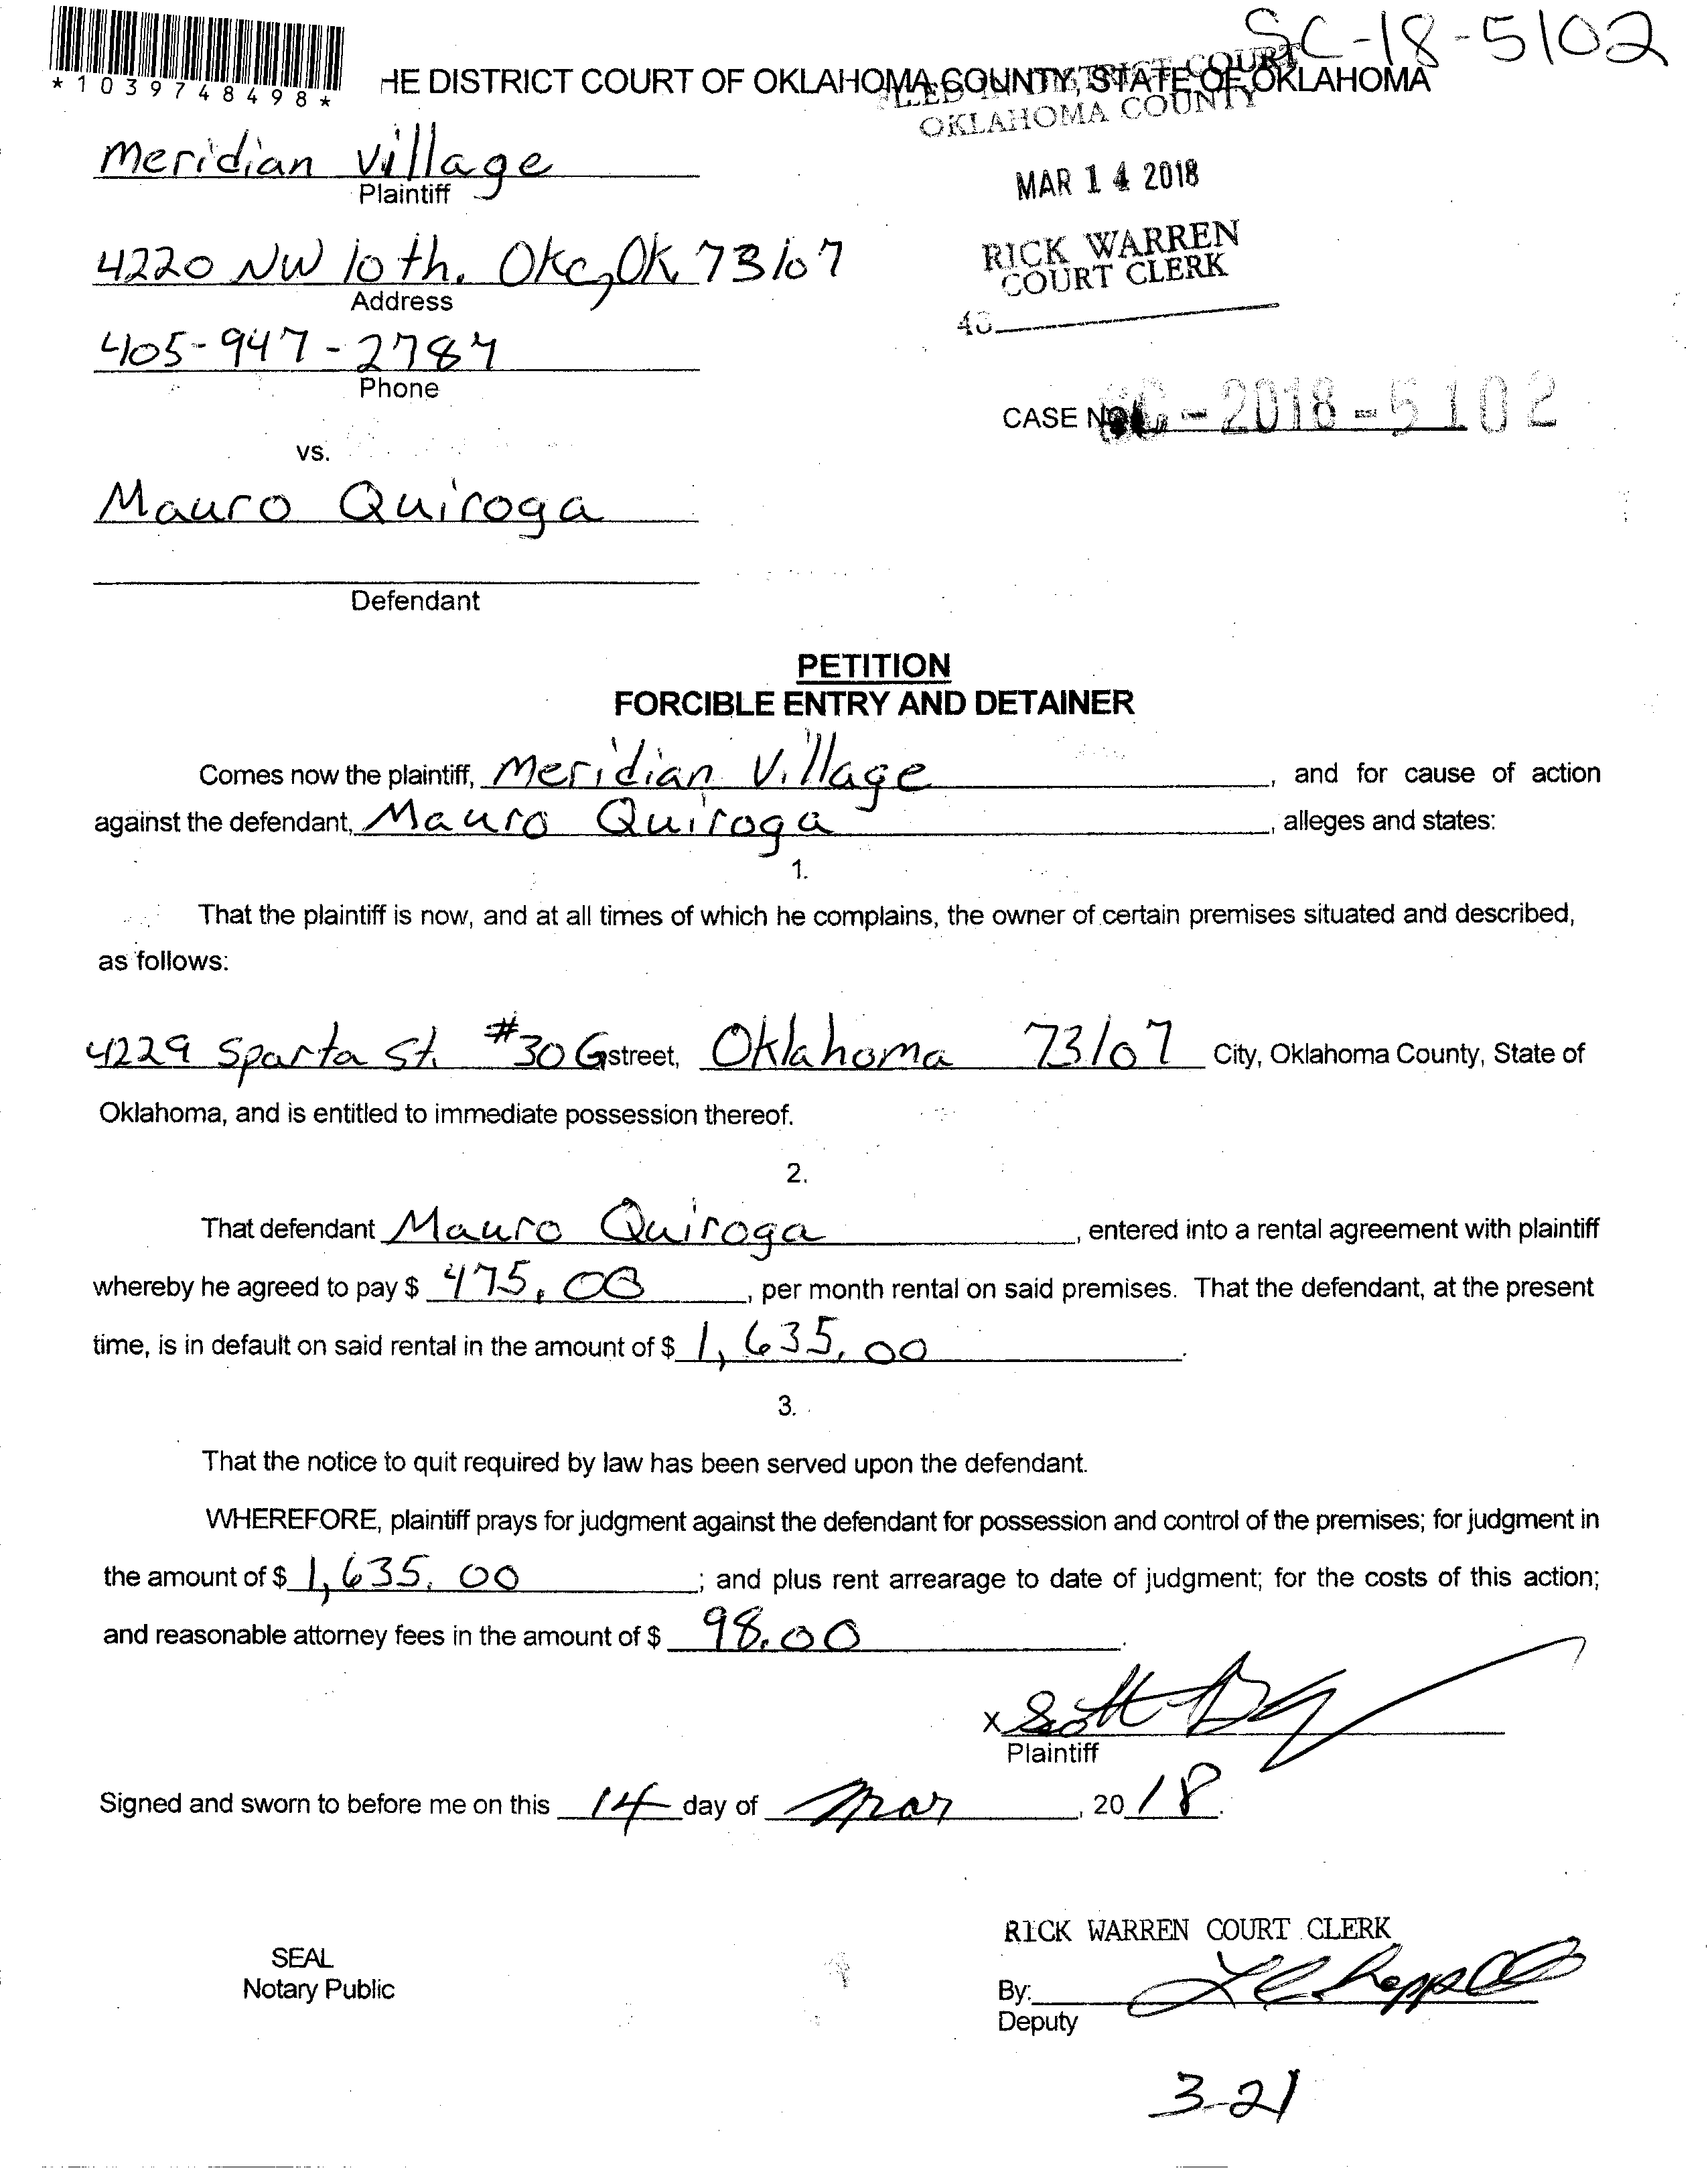 SC-18-5102
*1039748498*
HE DISTRICT COURT OF OKLAHOMA COUNTY, STATE OF OKLAHOMA
FILED IN DISTRICT COURT
OKLAHOMA COUNTY
Meridian Village
Plaintiff
MAR 14 2018
4220 NW 10th. OKC, OK 73107
Address
RICK WARREN
COURT CLERK
405-947-2784
Phone
CASE NO. SC-2018-5102
vs.
Mauro Quiroga
Defendant
PETITION
FORCIBLE ENTRY AND DETAINER
Comes now the plaintiff, Meridian Village, and for cause of action
against the defendant, Mauro Quiroga, alleges and states:
1.
That the plaintiff is now, and at all times of which he complains, the owner of certain premises situated and described,
as follows:
4229 Sparta St. #30G street, Oklahoma 73107 City, Oklahoma County, State of
Oklahoma, and is entitled to immediate possession thereof.
2.
That defendant Mauro Quiroga, entered into a rental agreement with plaintiff
whereby he agreed to pay $ 475.00, per month rental on said premises. That the defendant, at the present
time, is in default on said rental in the amount of $ 1,635.00.
3.
That the notice to quit required by law has been served upon the defendant.
WHEREFORE, plaintiff prays for judgment against the defendant for possession and control of the premises; for judgment in
the amount of $ 1,635.00; and plus rent arrearage to date of judgment; for the costs of this action;
and reasonable attorney fees in the amount of $ 98.00.
x Scott
Plaintiff
Signed and sworn to before me on this 14 day of Mar, 2018.
RICK WARREN COURT CLERK
SEAL
Notary Public
By:
Deputy
3-21